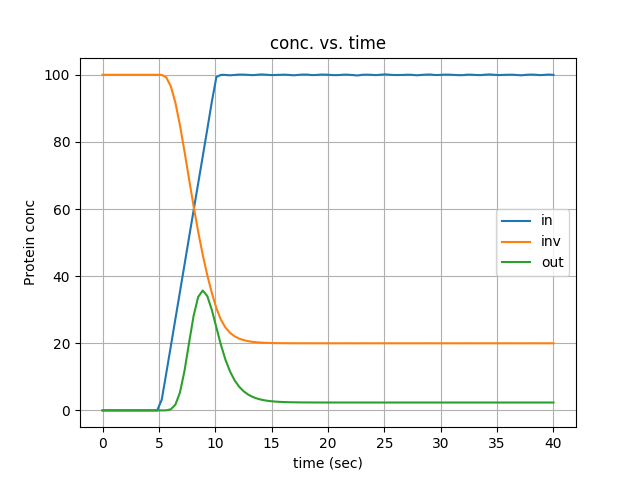 conc. vs. time
Protein conc
100
80
60
40
20
0
in
inv
out
0 5 10 15 20 25 30 35 40
time (sec)